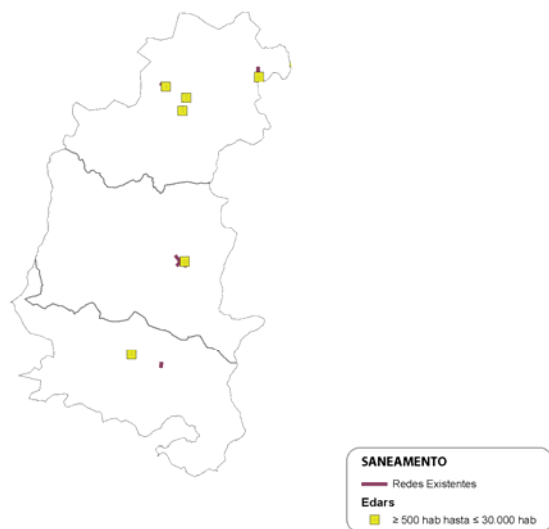 SANEAMENTO
Redes Existentes
Edars
≥ 500 hab hasta ≤ 30.000 hab